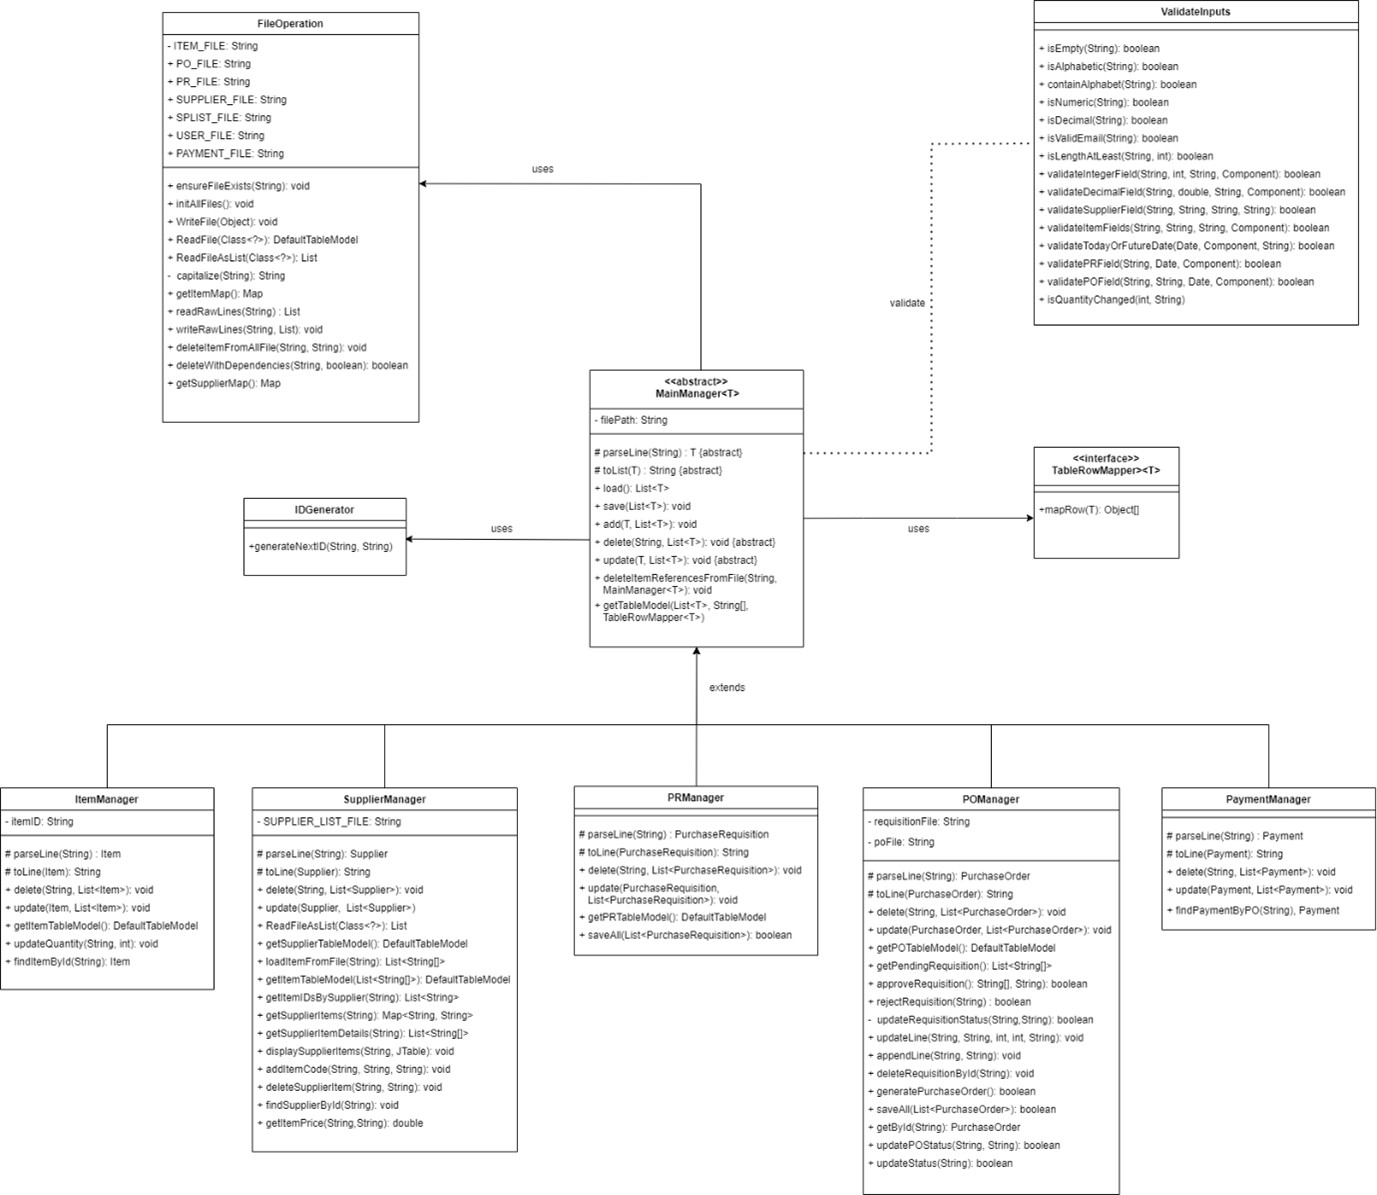 FileOperation
- ITEM_FILE: String
+ PO_FILE: String
+ PR_FILE: String
+ SUPPLIER_FILE: String
+ SPLIST_FILE: String
+ USER_FILE: String
+ PAYMENT_FILE: String
+ ensureFileExists(String): void
+ initAllFiles(): void
+ WriteFile(Object): void
+ ReadFile(Class<?>): DefaultTableModel
+ ReadFileAsList(Class<?>): List
- capitalize(String): String
+ getItemMap(): Map
+ readRawLines(String) : List
+ writeRawLines(String, List): void
+ deleteItemFromAllFile(String, String): void
+ deleteWithDependencies(String, boolean): boolean
+ getSupplierMap(): Map
uses
ValidateInputs
+ isEmpty(String): boolean
+ isAlphabetic(String): boolean
+ containAlphabet(String): boolean
+ isNumeric(String): boolean
+ isDecimal(String): boolean
+ isValidEmail(String): boolean
+ isLengthAtLeast(String, int): boolean
+ validateIntegerField(String, int, String, Component): boolean
+ validateDecimalField(String, double, String, Component): boolean
+ validateSupplierField(String, String, String, String): boolean
+ validateItemFields(String, String, String, Component): boolean
+ validateTodayOrFutureDate(Date, Component, String): boolean
+ validatePRField(String, Date, Component): boolean
+ validatePOField(String, String, Date, Component): boolean
+ isQuantityChanged(int, String)
validate
<<abstract>>
MainManager<T>
- filePath: String
# parseLine(String) : T {abstract}
# toList(T) : String {abstract}
+ load(): List<T>
+ save(List<T>): void
+ add(T, List<T>): void
+ delete(String, List<T>): void {abstract}
+ update(T, List<T>): void {abstract}
+ deleteItemReferencesFromFile(String,
MainManager<T>): void
+ getTableModel(List<T>, String[],
TableRowMapper<T>)
<<interface>>
TableRowMapper><T>
+mapRow(T): Object[]
uses
IDGenerator
+generateNextID(String, String)
uses
extends
ItemManager
- itemID: String
# parseLine(String) : Item
# toLine(Item): String
+ delete(String, List<Item>): void
+ update(Item, List<Item>): void
+ getItemTableModel(): DefaultTableModel
+ updateQuantity(String, int): void
+ findItemById(String): Item
SupplierManager
- SUPPLIER_LIST_FILE: String
# parseLine(String): Supplier
# toLine(Supplier): String
+ delete(String, List<Supplier>): void
+ update(Supplier, List<Supplier>)
+ ReadFileAsList(Class<?>): List
+ getSupplierTableModel(): DefaultTableModel
+ loadItemFromFile(String): List<String[]>
+ getItemTableModel(List<String[]>): DefaultTableModel
+ getItemIDsBySupplier(String): List<String>
+ getSupplierItems(String): Map<String, String>
+ getSupplierItemDetails(String): List<String[]>
+ displaySupplierItems(String, JTable): void
+ addItemCode(String, String, String): void
+ deleteSupplierItem(String, String): void
+ findSupplierById(String): void
+ getItemPrice(String,String): double
PRManager
# parseLine(String) : PurchaseRequisition
# toLine(PurchaseRequisition): String
+ delete(String, List<PurchaseRequisition>): void
+ update(PurchaseRequisition,
List<PurchaseRequisition>): void
+ getPRTableModel(): DefaultTableModel
+ saveAll(List<PurchaseRequisition>): boolean
POManager
- requisitionFile: String
- poFile: String
# parseLine(String): PurchaseOrder
# toLine(PurchaseOrder): String
+ delete(String, List<PurchaseOrder>): void
+ update(PurchaseOrder, List<PurchaseOrder>): void
+ getPOTableModel(): DefaultTableModel
+ getPendingRequisition(): List<String[]>
+ approveRequisition(): String[], String): boolean
+ rejectRequisition(String) : boolean
- updateRequisitionStatus(String,String): boolean
+ updateLine(String, String, int, int, String): void
+ appendLine(String, String): void
+ deleteRequisitionById(String): void
+ generatePurchaseOrder(): boolean
+ saveAll(List<PurchaseOrder>): boolean
+ getById(String): PurchaseOrder
+ updatePOStatus(String, String): boolean
+ updateStatus(String): boolean
PaymentManager
# parseLine(String) : Payment
# toLine(Payment): String
+ delete(String, List<Payment>): void
+ update(Payment, List<Payment>): void
+ findPaymentByPO(String), Payment